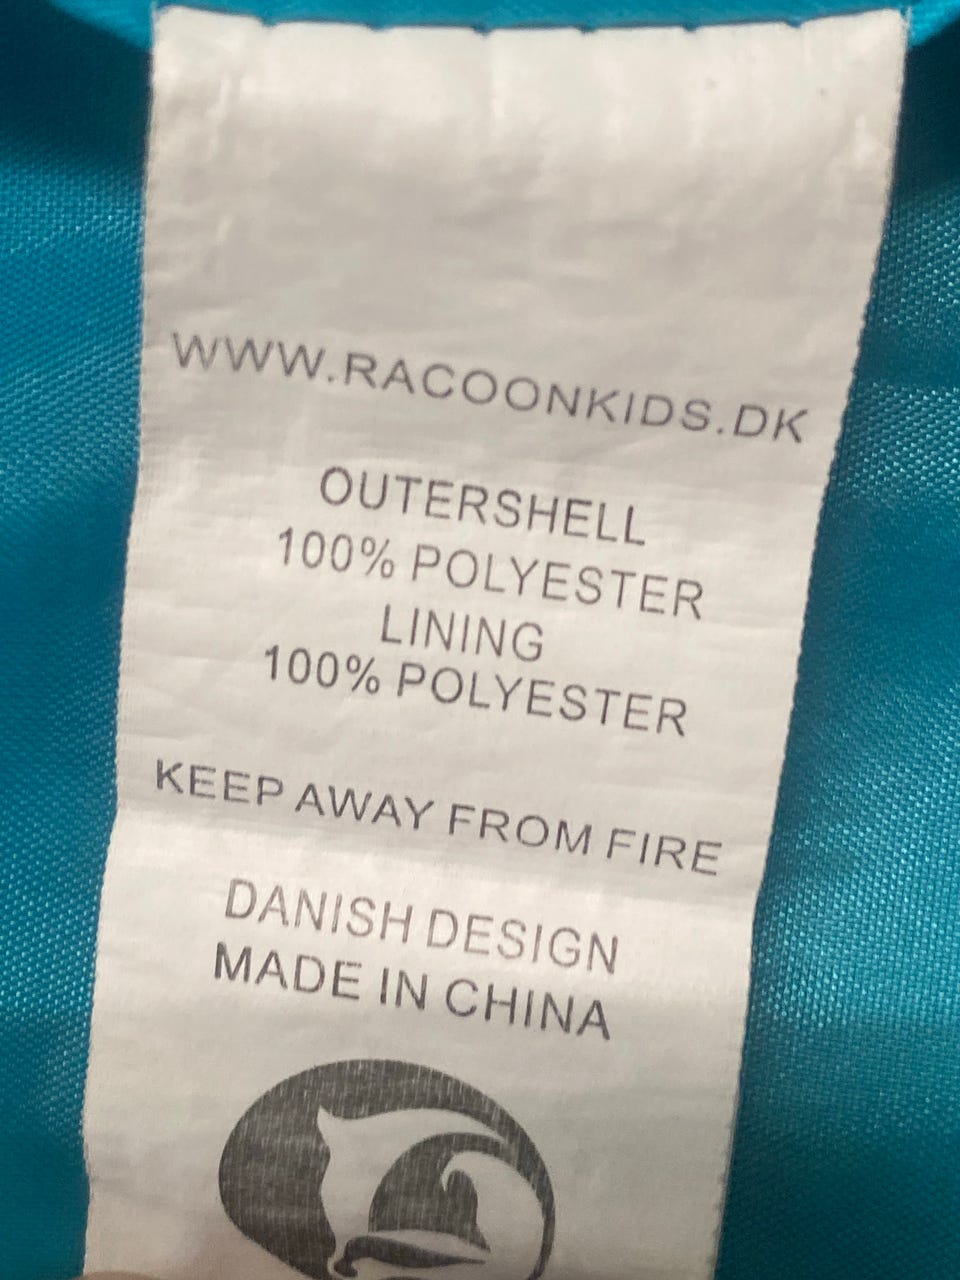 WWW.RACOONKIDS.DK
OUTERSHELL
100% POLYESTER
LINING
100% POLYESTER
KEEP AWAY FROM FIRE
DANISH DESIGN
MADE IN CHINA